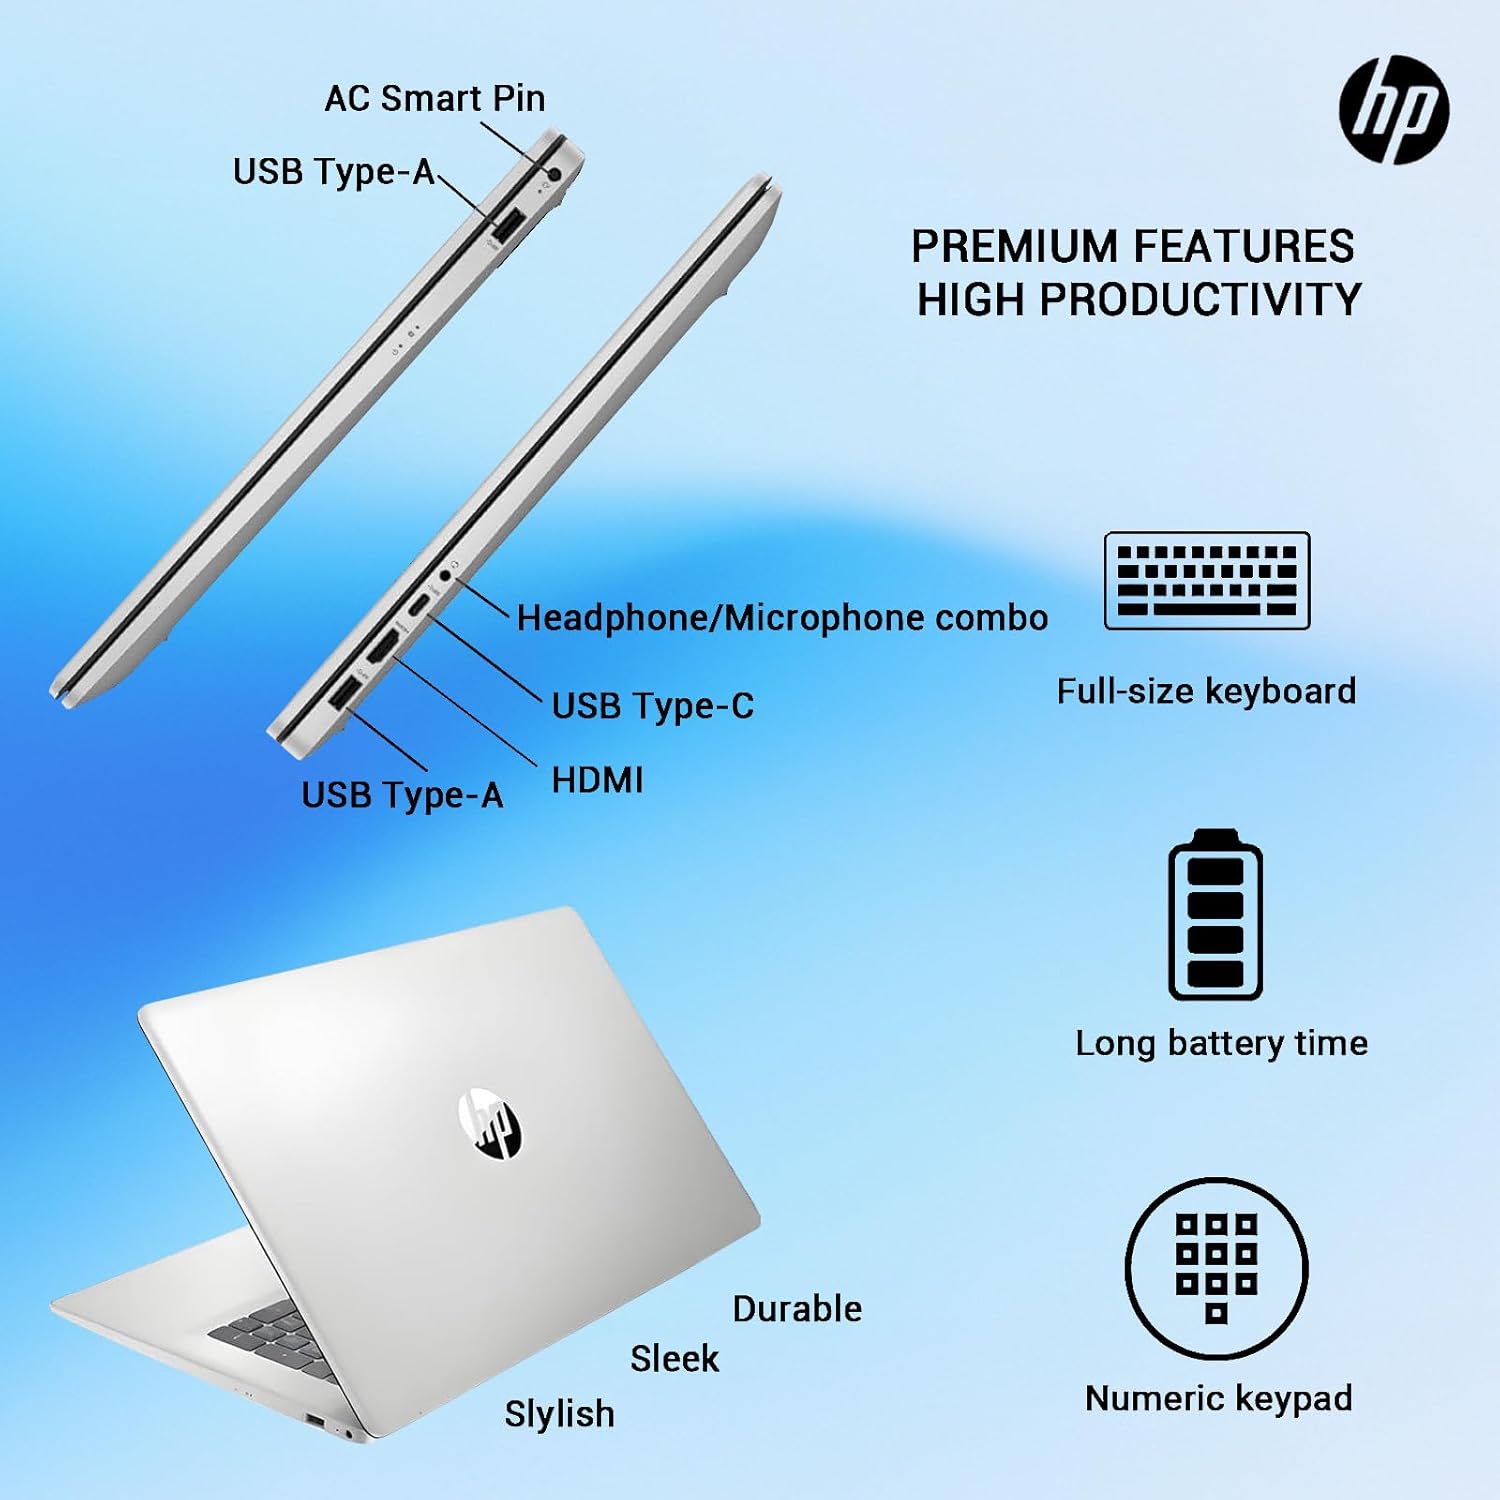 AC Smart Pin
USB Type-A
hp
PREMIUM FEATURES
HIGH PRODUCTIVITY
Headphone/Microphone combo
USB Type-C
HDMI
USB Type-A
Full-size keyboard
Long battery time
hp
Durable
Sleek
Slylish
Numeric keypad